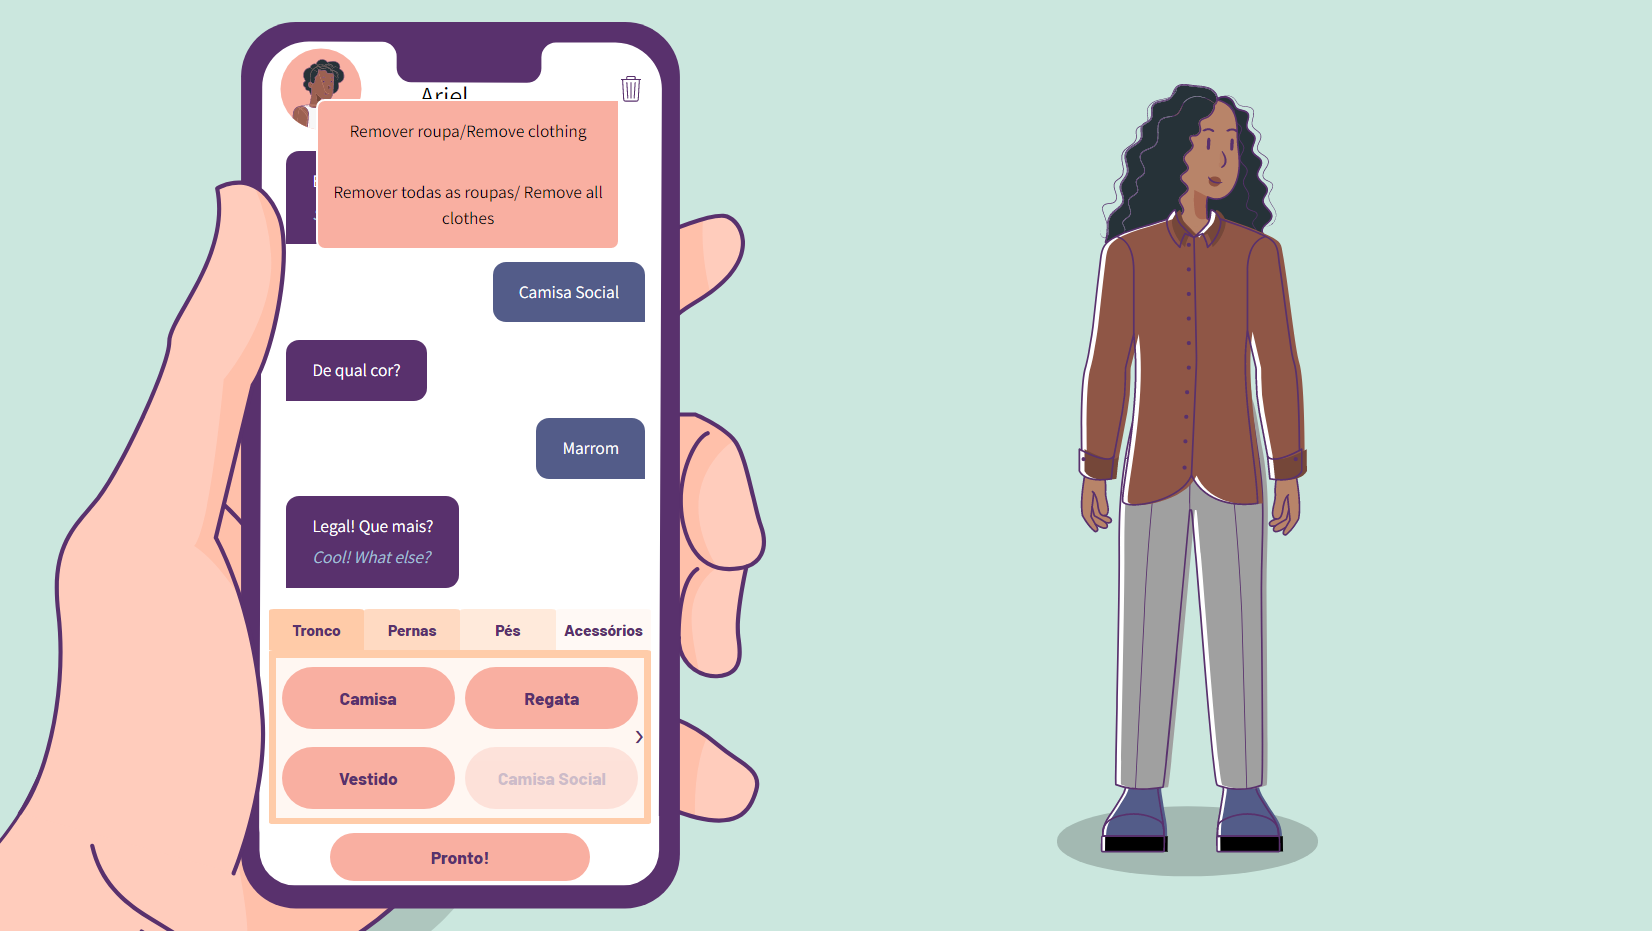 Ariel
Remover roupa/Remove clothing
Remover todas as roupas/ Remove all
clothes
Camisa Social
De qual cor?
Marrom
Legal! Que mais?
Cool! What else?
Tronco
Pernas
Pés
Acessórios
Camisa
Regata
›
Vestido
Camisa Social
Pronto!